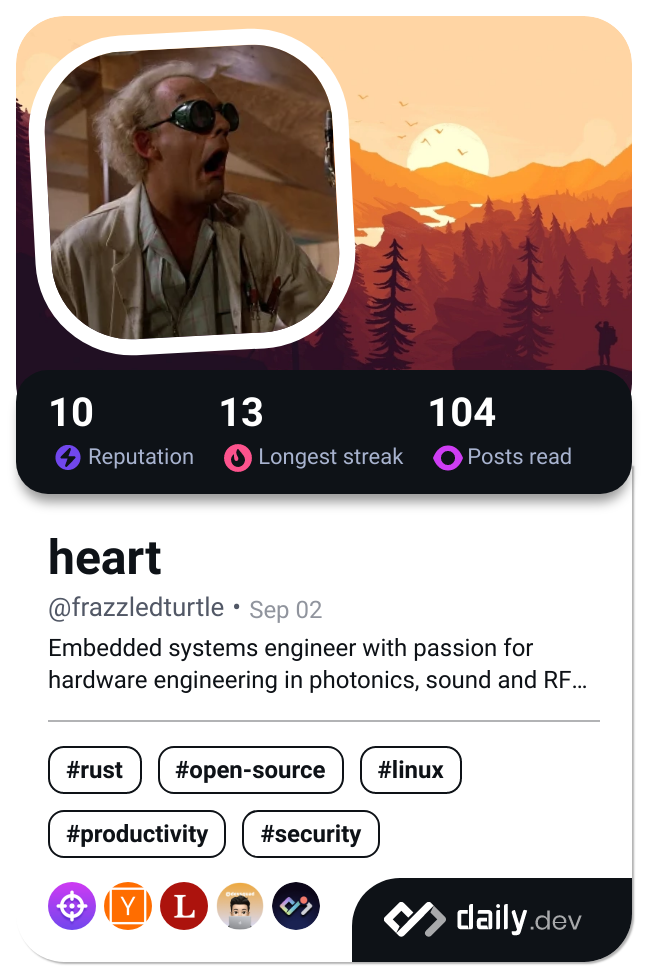 10 13 104
Reputation Longest streak Posts read
heart
@frazzledturtle • Sep 02
Embedded systems engineer with passion for
hardware engineering in photonics, sound and RF...
#rust #open-source #linux
#productivity #security
Y L
daily.dev